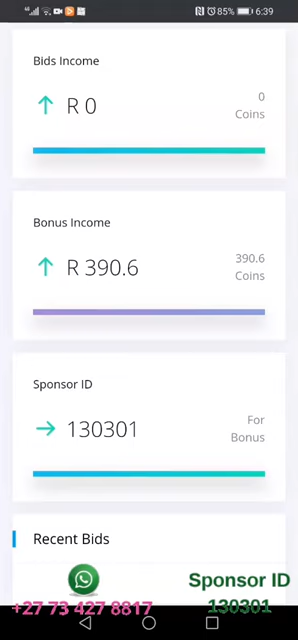 85% 6:39
Bids Income
R 0
0
Coins
Bonus Income
R 390.6
390.6
Coins
Sponsor ID
130301
For
Bonus
Recent Bids
Sponsor ID
+27 73 427 8817
130301